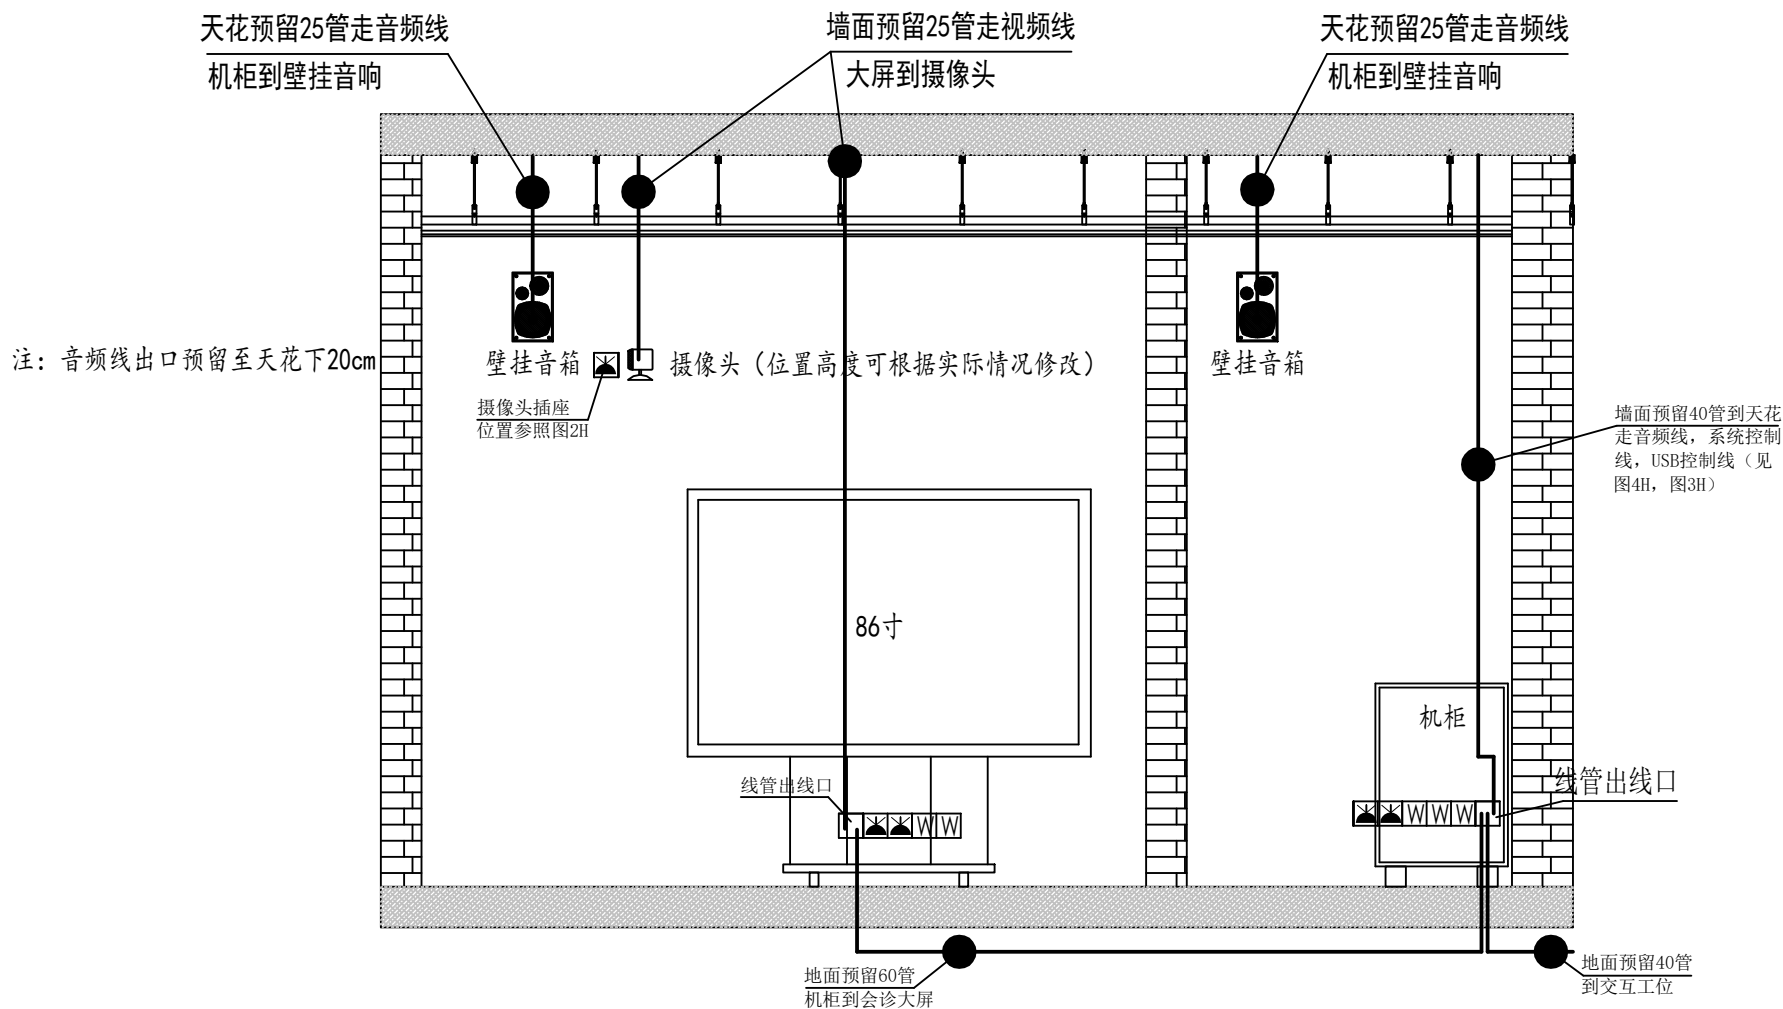 天花预留25管走音频线
机柜到壁挂音响
墙面预留25管走视频线
大屏到摄像头
天花预留25管走音频线
机柜到壁挂音响
注：音频线出口预留至天花下20cm
壁挂音箱
摄像头（位置高度可根据实际情况修改）
壁挂音箱
摄像头插座
位置参照图2H
墙面预留40管到天花
走音频线，系统控制
线，USB控制线（见
图4H，图3H）
86寸
机柜
线管出线口
线管出线口
W W
W W W
地面预留60管
机柜到会诊大屏
地面预留40管
到交互工位